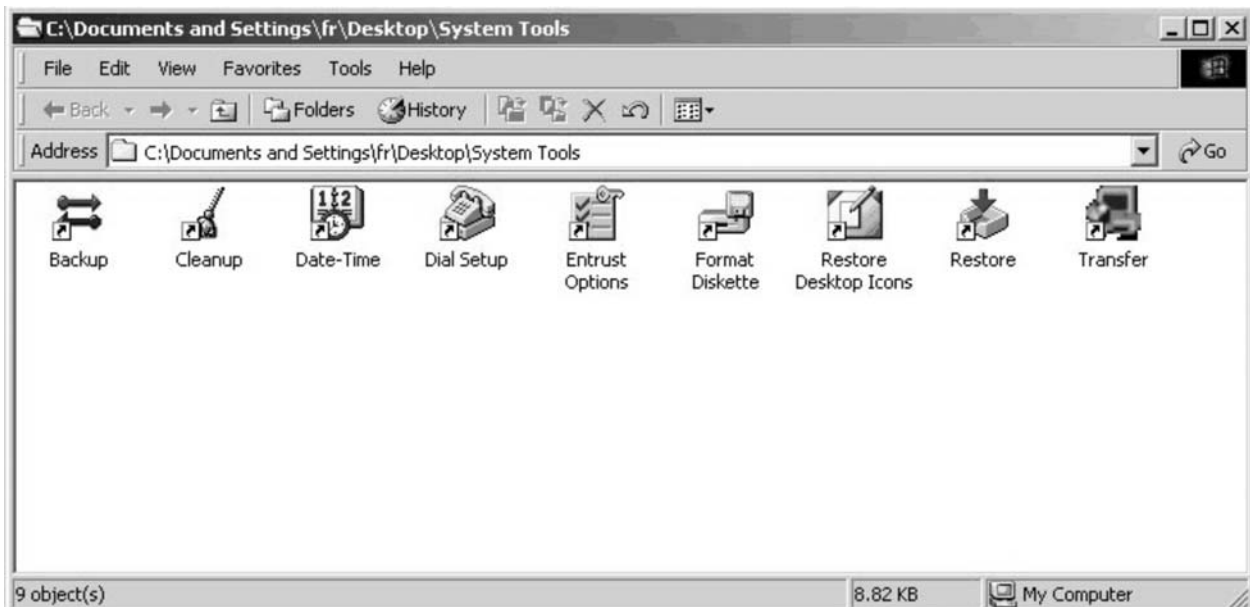 C:\Documents and Settings\fr\Desktop\System Tools
File Edit View Favorites Tools Help
Back Folders History
Address C:\Documents and Settings\fr\Desktop\System Tools Go
Backup Cleanup Date-Time Dial Setup Entrust Options Format Diskette Restore Desktop Icons Restore Transfer
9 object(s) 8.82 KB My Computer